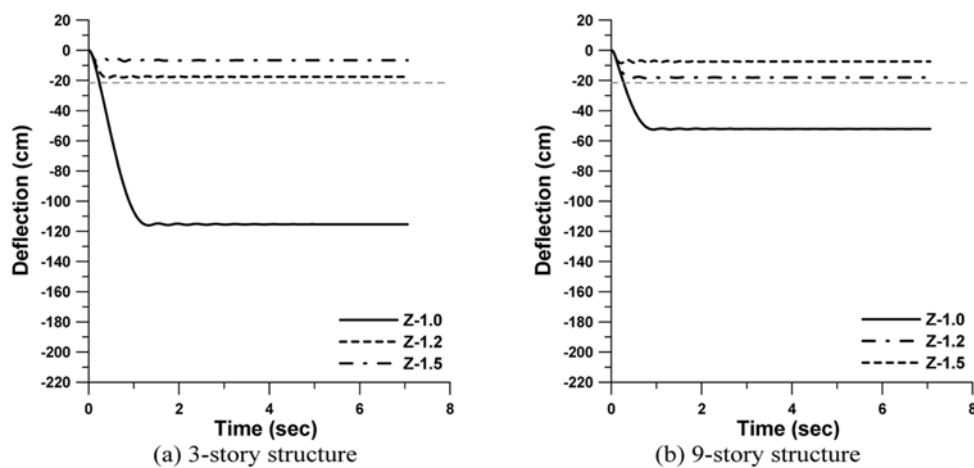 20
0
-20
-40
-60
-80
-100
-120
-140
-160
-180
-200
-220
Deflection (cm)
Z-1.0
Z-1.2
Z-1.5
0 2 4 6 8
Time (sec)
(a) 3-story structure
20
0
-20
-40
-60
-80
-100
-120
-140
-160
-180
-200
-220
Deflection (cm)
Z-1.0
Z-1.2
Z-1.5
0 2 4 6 8
Time (sec)
(b) 9-story structure